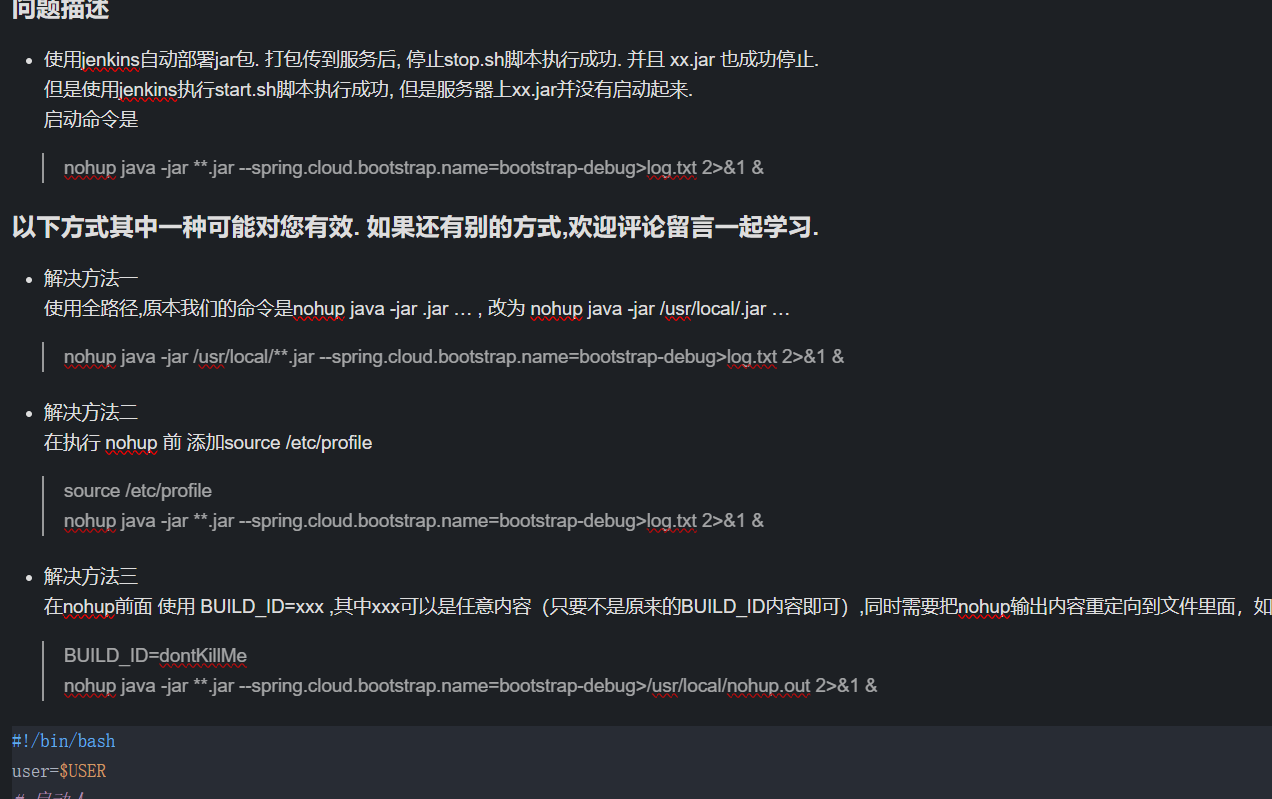 问题描述
使用jenkins自动部署jar包. 打包传到服务后, 停止stop.sh脚本执行成功. 并且 xx.jar 也成功停止.
但是使用jenkins执行start.sh脚本执行成功, 但是服务器上xx.jar并没有启动起来.
启动命令是
nohup java -jar **.jar --spring.cloud.bootstrap.name=bootstrap-debug>log.txt 2>&1 &
以下方式其中一种可能对您有效. 如果还有别的方式,欢迎评论留言一起学习.
解决方法一
使用全路径,原本我们的命令是nohup java -jar .jar … , 改为 nohup java -jar /usr/local/.jar …
nohup java -jar /usr/local/**.jar --spring.cloud.bootstrap.name=bootstrap-debug>log.txt 2>&1 &
解决方法二
在执行 nohup 前 添加source /etc/profile
source /etc/profile
nohup java -jar **.jar --spring.cloud.bootstrap.name=bootstrap-debug>log.txt 2>&1 &
解决方法三
在nohup前面 使用 BUILD_ID=xxx ,其中xxx可以是任意内容（只要不是原来的BUILD_ID内容即可）,同时需要把nohup输出内容重定向到文件里面，如
BUILD_ID=dontKillMe
nohup java -jar **.jar --spring.cloud.bootstrap.name=bootstrap-debug>/usr/local/nohup.out 2>&1 &
#!/bin/bash
user=$USER
# 启动人